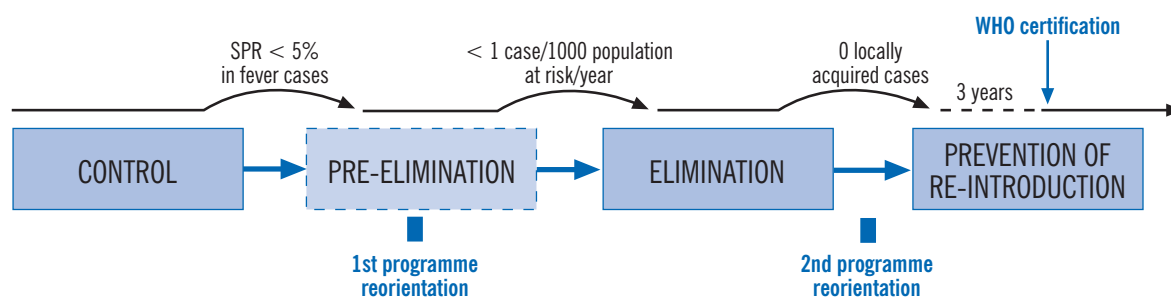 WHO certification
SPR < 5%
in fever cases
< 1 case/1000 population
at risk/year
0 locally
acquired cases
3 years
CONTROL
PRE-ELIMINATION
ELIMINATION
PREVENTION OF
RE-INTRODUCTION
1st programme
reorientation
2nd programme
reorientation